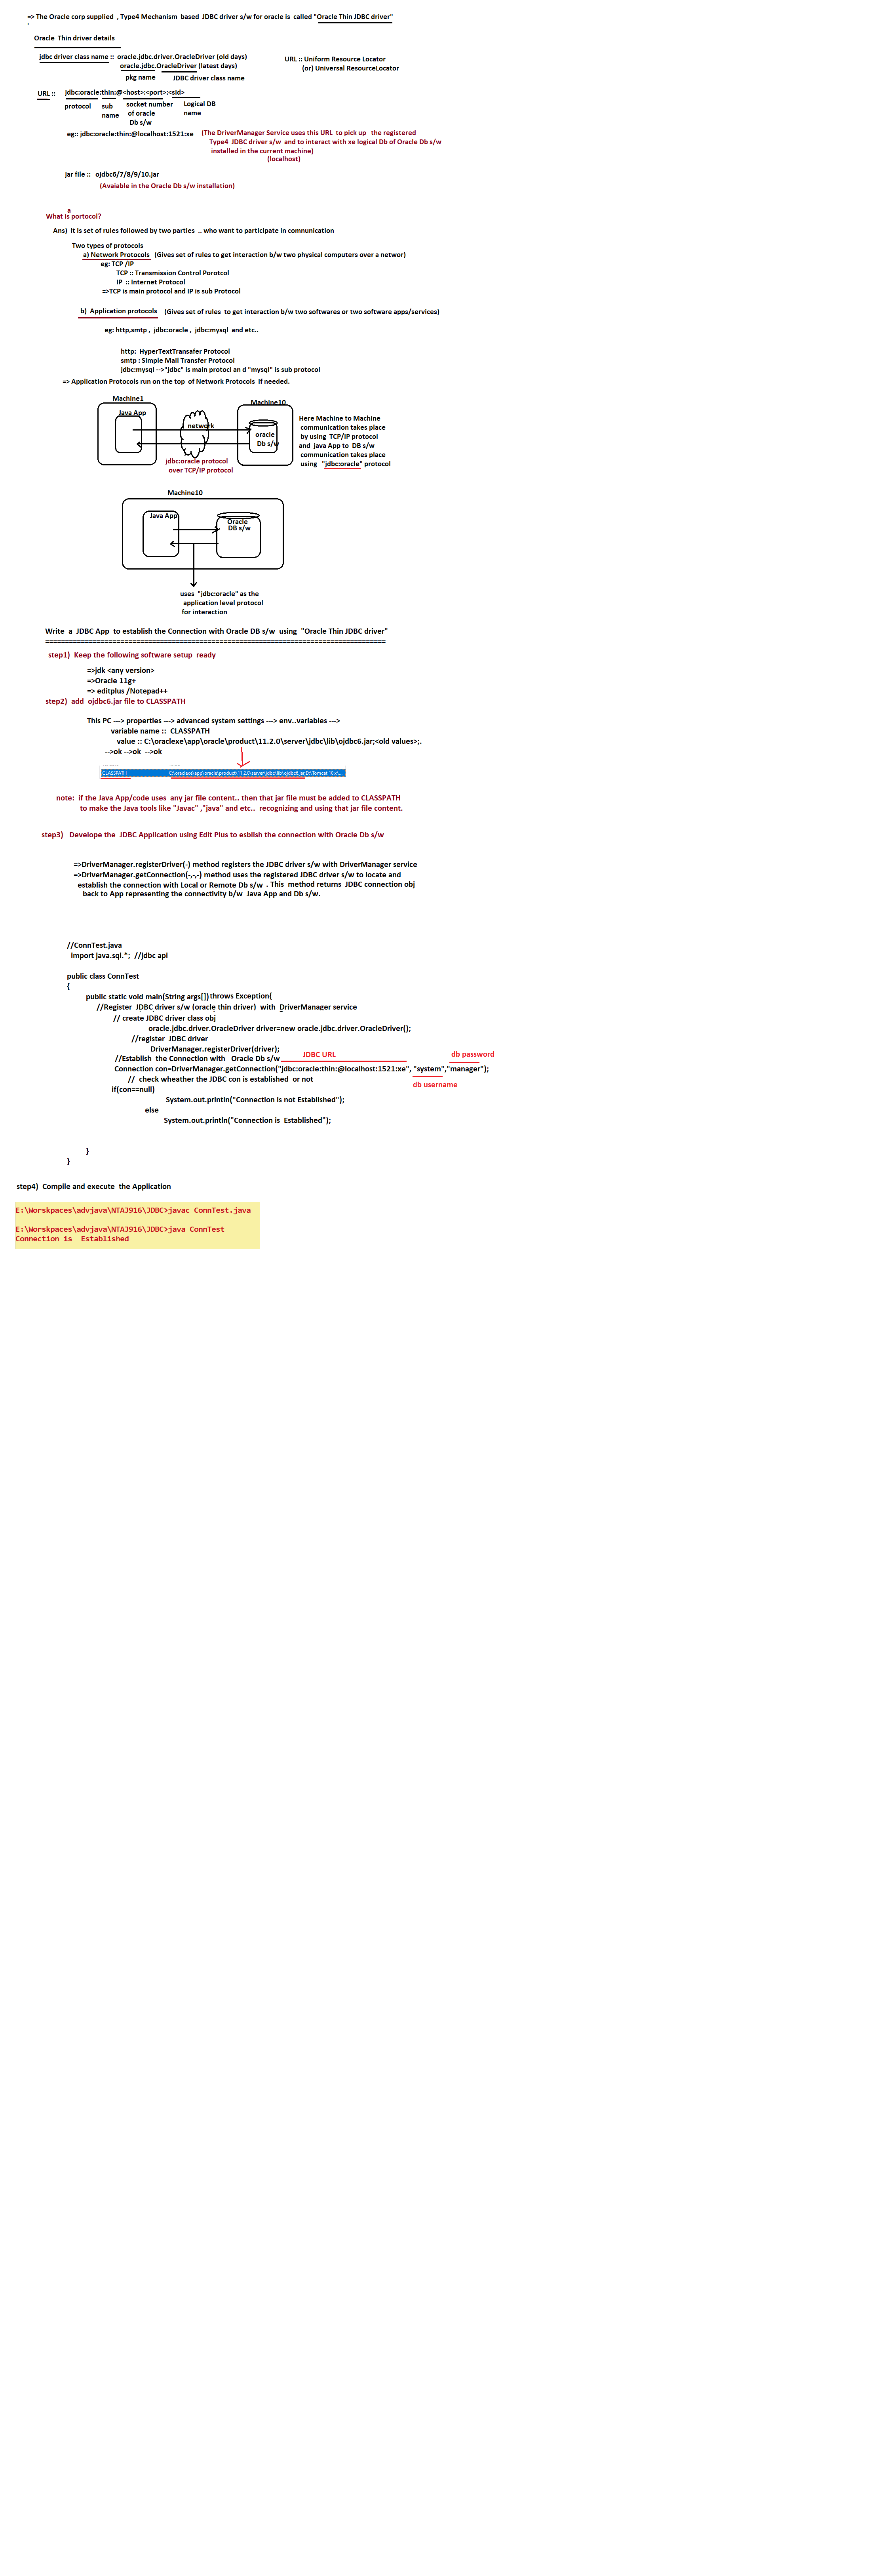 => The Oracle corp supplied , Type4 Mechanism based JDBC driver s/w for oracle is called "Oracle Thin JDBC driver"
Oracle Thin driver details
jdbc driver class name :: oracle.jdbc.driver.OracleDriver (old days)
oracle.jdbc.OracleDriver (latest days)
pkg name JDBC driver class name
URL :: Uniform Resource Locator
(or) Universal ResourceLocator
URL :: jdbc:oracle:thin:@<host>:<port>:<sid>
protocol sub name socket number of oracle Db s/w Logical DB name
eg:: jdbc:oracle:thin:@localhost:1521:xe (The DriverManager Service uses this URL to pick up the registered
Type4 JDBC driver s/w and to interact with xe logical Db of Oracle Db s/w
installed in the current machine)
(localhost)
jar file :: ojdbc6/7/8/9/10.jar
(Avaiable in the Oracle Db s/w installation)
a
What is portocol?
Ans) It is set of rules followed by two parties .. who want to participate in comnunication
Two types of protocols
a) Network Protocols (Gives set of rules to get interaction b/w two physical computers over a networ)
eg: TCP /IP
TCP :: Transmission Control Porotcol
IP :: Internet Protocol
=>TCP is main protocol and IP is sub Protocol
b) Application protocols (Gives set of rules to get interaction b/w two softwares or two software apps/services)
eg: http,smtp , jdbc:oracle , jdbc:mysql and etc..
http: HyperTextTransafer Protocol
smtp : Simple Mail Transfer Protocol
jdbc:mysql -->"jdbc" is main protocl an d "mysql" is sub protocol
=> Application Protocols run on the top of Network Protocols if needed.
Machine1
Java App
network
Machine10
oracle
Db s/w
jdbc:oracle protocol
over TCP/IP protocol
Here Machine to Machine
communication takes place
by using TCP/IP protocol
and java App to DB s/w
communication takes place
using "jdbc:oracle" protocol
Machine10
Java App
Oracle
DB s/w
uses "jdbc:oracle" as the
application level protocol
for interaction
Write a JDBC App to establish the Connection with Oracle DB s/w using "Oracle Thin JDBC driver"
=====================================================================================
step1) Keep the following software setup ready
=>jdk <any version>
=>Oracle 11g+
=> editplus /Notepad++
step2) add ojdbc6.jar file to CLASSPATH
This PC ---> properties ---> advanced system settings ---> env..variables --->
variable name :: CLASSPATH
value :: C:\oraclexe\app\oracle\product\11.2.0\server\jdbc\lib\ojdbc6.jar;<old values>;.
-->ok -->ok -->ok
CLASSPATH C:\oraclexe\app\oracle\product\11.2.0\server\jdbc\lib\ojdbc6.jar;D:\Tomcat 10.x\...
note: if the Java App/code uses any jar file content.. then that jar file must be added to CLASSPATH
to make the Java tools like "Javac" ,"java" and etc.. recognizing and using that jar file content.
step3) Develope the JDBC Application using Edit Plus to esblish the connection with Oracle Db s/w
=>DriverManager.registerDriver(-) method registers the JDBC driver s/w with DriverManager service
=>DriverManager.getConnection(-,-,-) method uses the registered JDBC driver s/w to locate and
establish the connection with Local or Remote Db s/w . This method returns JDBC connection obj
back to App representing the connectivity b/w Java App and Db s/w.
//ConnTest.java
import java.sql.*; //jdbc api
public class ConnTest
{
public static void main(String args[]) throws Exception{
//Register JDBC driver s/w (oracle thin driver) with DriverManager service
// create JDBC driver class obj
oracle.jdbc.driver.OracleDriver driver=new oracle.jdbc.driver.OracleDriver();
//register JDBC driver
DriverManager.registerDriver(driver);
//Establish the Connection with Oracle Db s/w JDBC URL db password
Connection con=DriverManager.getConnection("jdbc:oracle:thin:@localhost:1521:xe", "system","manager");
// check wheather the JDBC con is established or not
db username
if(con==null)
System.out.println("Connection is not Established");
else
System.out.println("Connection is Established");
}
}
step4) Compile and execute the Application
E:\Worskpaces\advjava\NTAJ916\JDBC>javac ConnTest.java
E:\Worskpaces\advjava\NTAJ916\JDBC>java ConnTest
Connection is Established